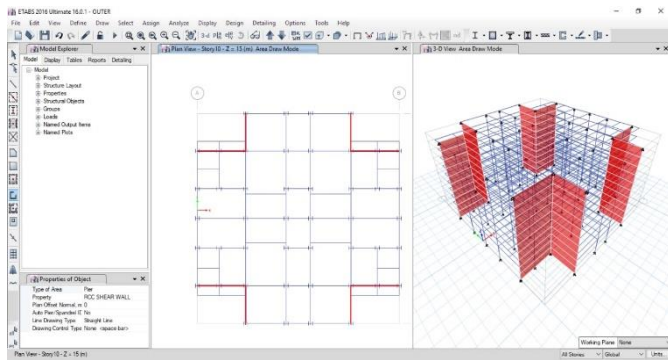 ETABS 2016 Ultimate 16.0.1 - OUTER
File Edit View Define Draw Select Assign Analyze Display Design Detailing Options Tools Help
Model Explorer
Model Display Tables Reports Detailing
Model
Project
Structure Layout
Properties
Structural Objects
Groups
Loads
Named Output Items
Named Plots
Properties of Object
Type of Area Pier
Property RCC SHEAR WALL
Plan Offset Normal, m 0
Auto Pier/Spandrel ID No
Line Drawing Type Straight Line
Drawing Control Type None <space bar>
Plan View - Story10 - Z = 15 (m) Area Draw Mode
3-D View Area Draw Mode
Working Plane None
Plan View - Story10 - Z = 15 (m)
All Stories Global Units